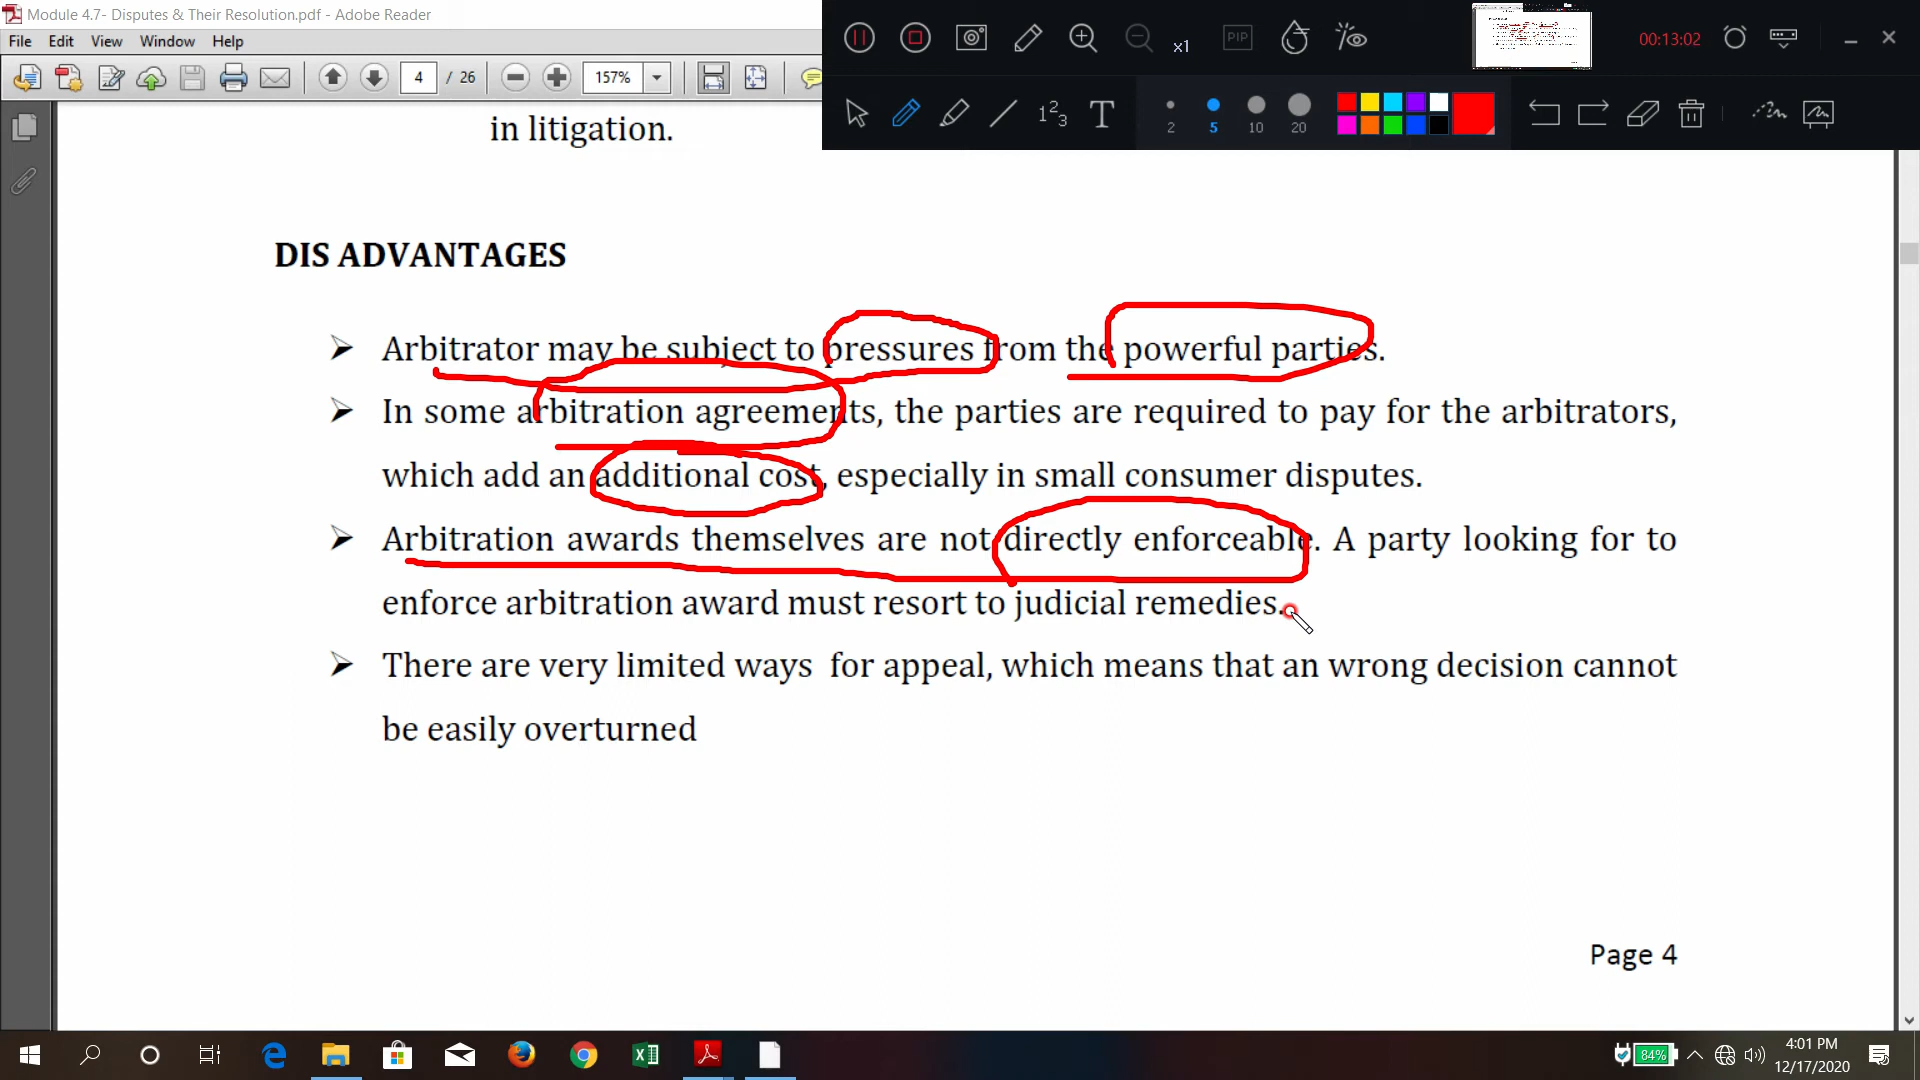 Module 4.7- Disputes & Their Resolution.pdf - Adobe Reader
File Edit View Window Help
4 / 26 157%
x1 PIP 00:13:02
1 2 3 T 2 5 10 20
in litigation.
DIS ADVANTAGES
➢ Arbitrator may be subject to pressures from the powerful parties.
➢ In some arbitration agreements, the parties are required to pay for the arbitrators,
which add an additional cost, especially in small consumer disputes.
➢ Arbitration awards themselves are not directly enforceable. A party looking for to
enforce arbitration award must resort to judicial remedies.
➢ There are very limited ways for appeal, which means that an wrong decision cannot
be easily overturned
Page 4
84% 4:01 PM
12/17/2020